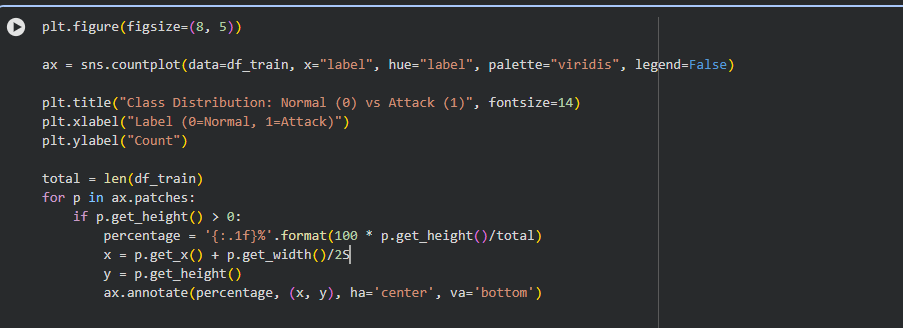 plt.figure(figsize=(8, 5))
ax = sns.countplot(data=df_train, x="label", hue="label", palette="viridis", legend=False)
plt.title("Class Distribution: Normal (0) vs Attack (1)", fontsize=14)
plt.xlabel("Label (0=Normal, 1=Attack)")
plt.ylabel("Count")
total = len(df_train)
for p in ax.patches:
    if p.get_height() > 0:
        percentage = '{:.1f}%'.format(100 * p.get_height()/total)
        x = p.get_x() + p.get_width()/2S
        y = p.get_height()
        ax.annotate(percentage, (x, y), ha='center', va='bottom')